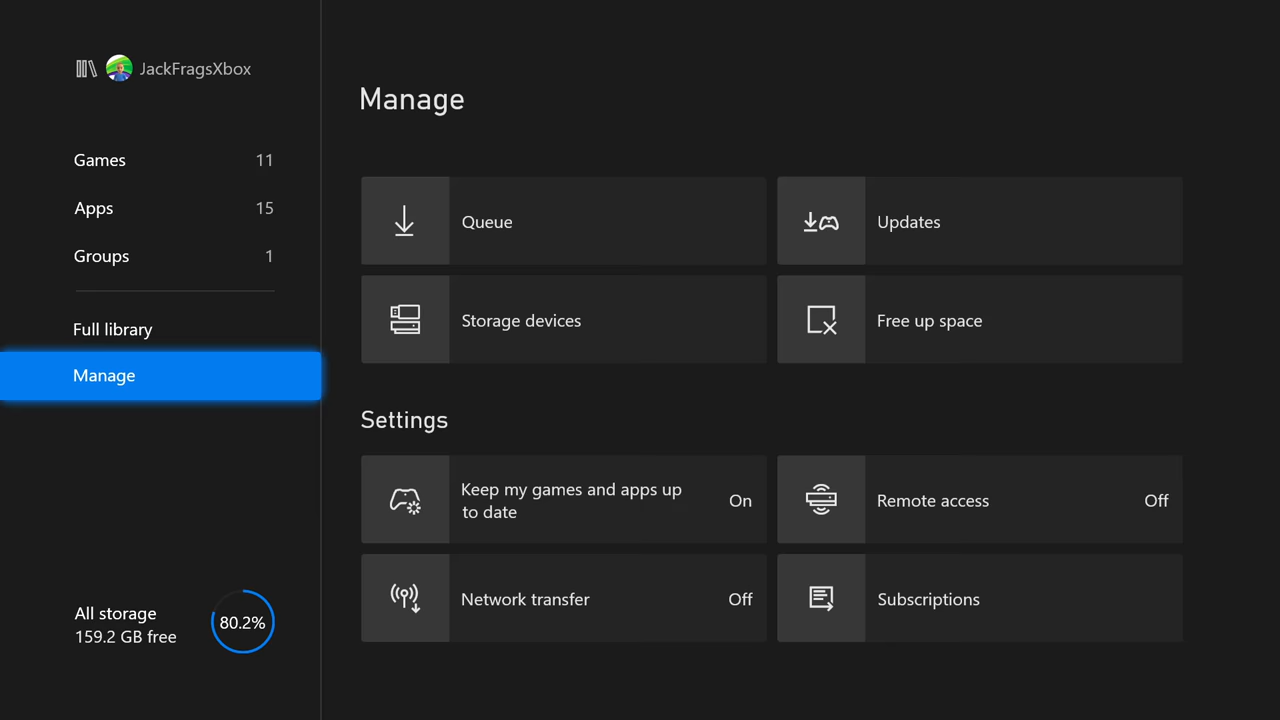 JackFragsXbox
Games 11
Apps 15
Groups 1
Full library
Manage
All storage
159.2 GB free
80.2%
Manage
Queue
Updates
Storage devices
Free up space
Settings
Keep my games and apps up
to date
On
Remote access Off
Network transfer Off
Subscriptions